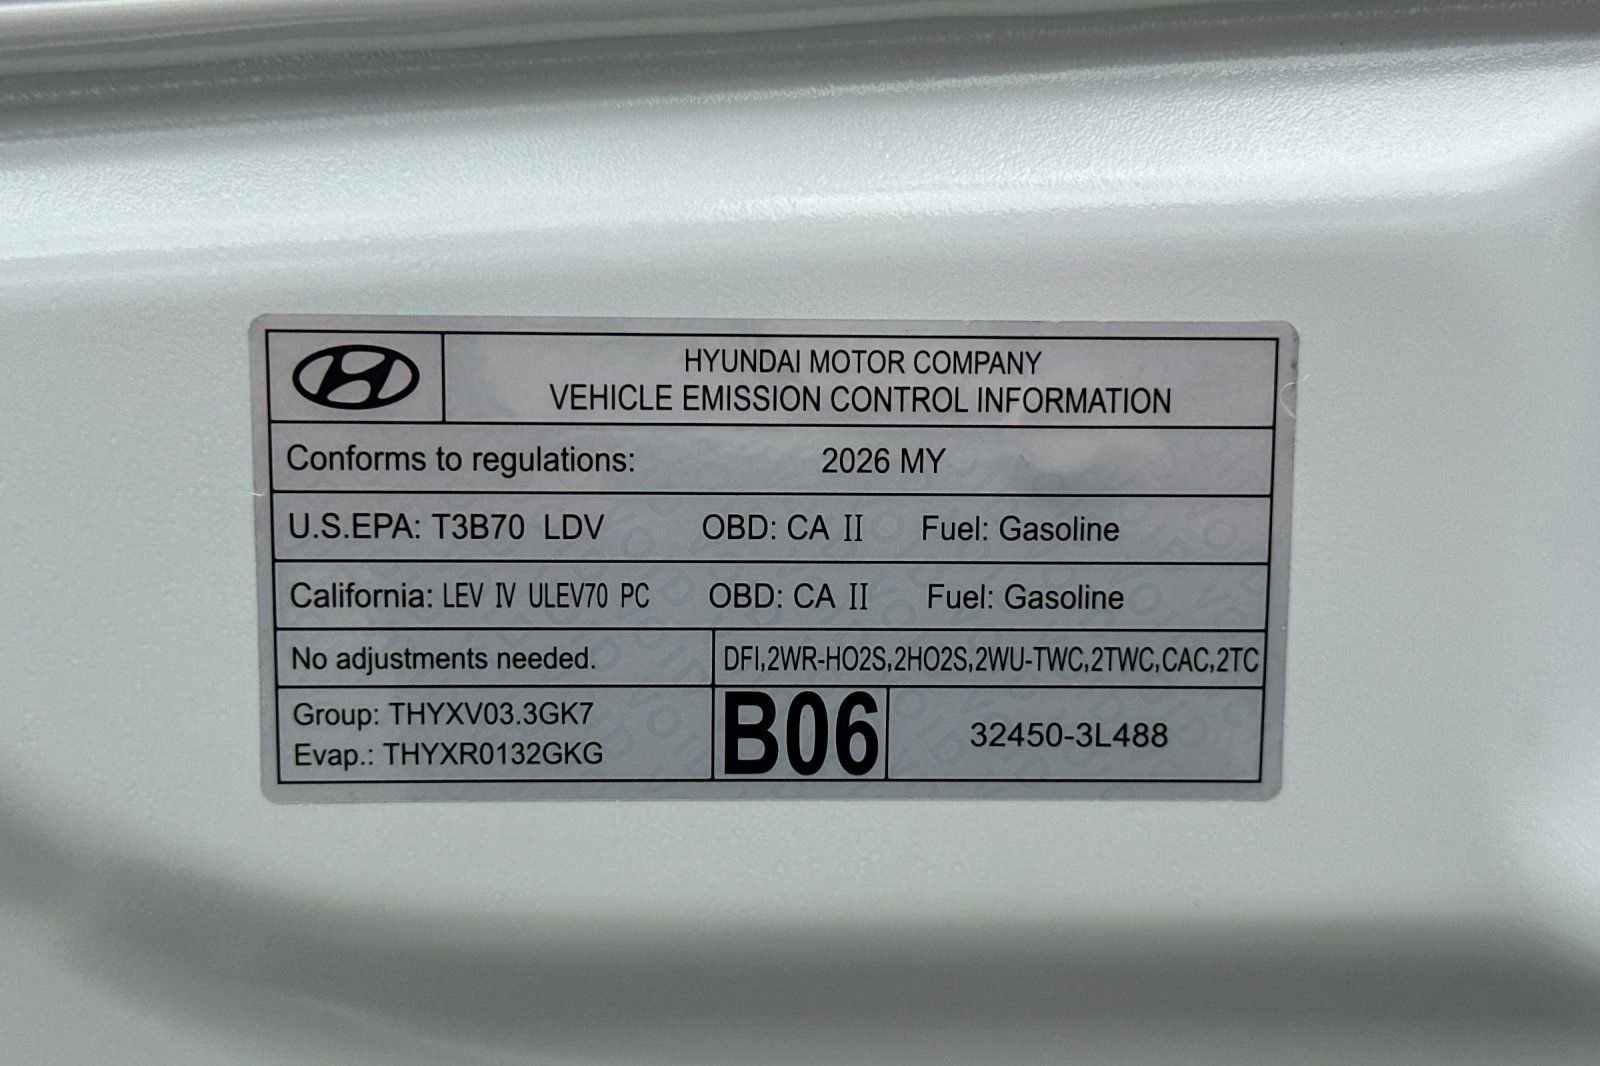 HYUNDAI MOTOR COMPANY
VEHICLE EMISSION CONTROL INFORMATION
Conforms to regulations: 2026 MY
U.S.EPA: T3B70 LDV OBD: CA II Fuel: Gasoline
California: LEV IV ULEV70 PC OBD: CA II Fuel: Gasoline
No adjustments needed. DFI,2WR-HO2S,2HO2S,2WU-TWC,2TWC,CAC,2TC
Group: THYXV03.3GK7
Evap.: THYXR0132GKG
B06
32450-3L488